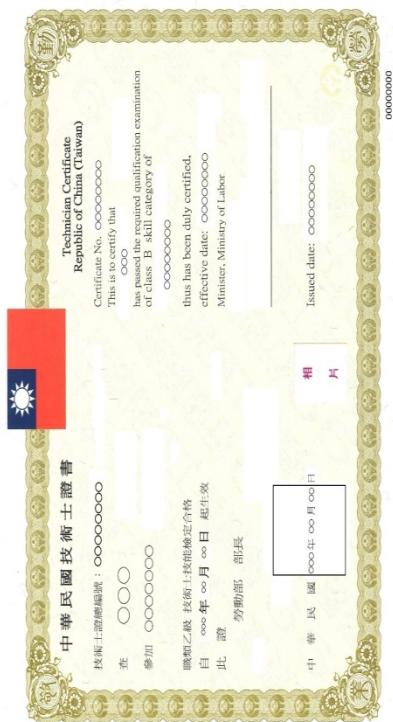 中華民國技術士證書
技術士證總編號：○○○○○○○○
查 ○○○
參加 ○○○○○○○○
職類乙級 技術士技能檢定合格
自 ○○○年 ○○月 ○○日 起生效
此 證
勞動部 部長
中 華 民 國 ○○○年 ○○月 ○○日
相片
Technician Certificate
Republic of China (Taiwan)
Certificate No. ○○○○○○○○○
This is to certify that
○○○
has passed the required qualification examination
of class B skill category of
○○○○○○○○
thus has been duly certified,
effective date: ○○○○○○○○
Minister, Ministry of Labor
Issued date: ○○○○○○○○
○○○○○○○○